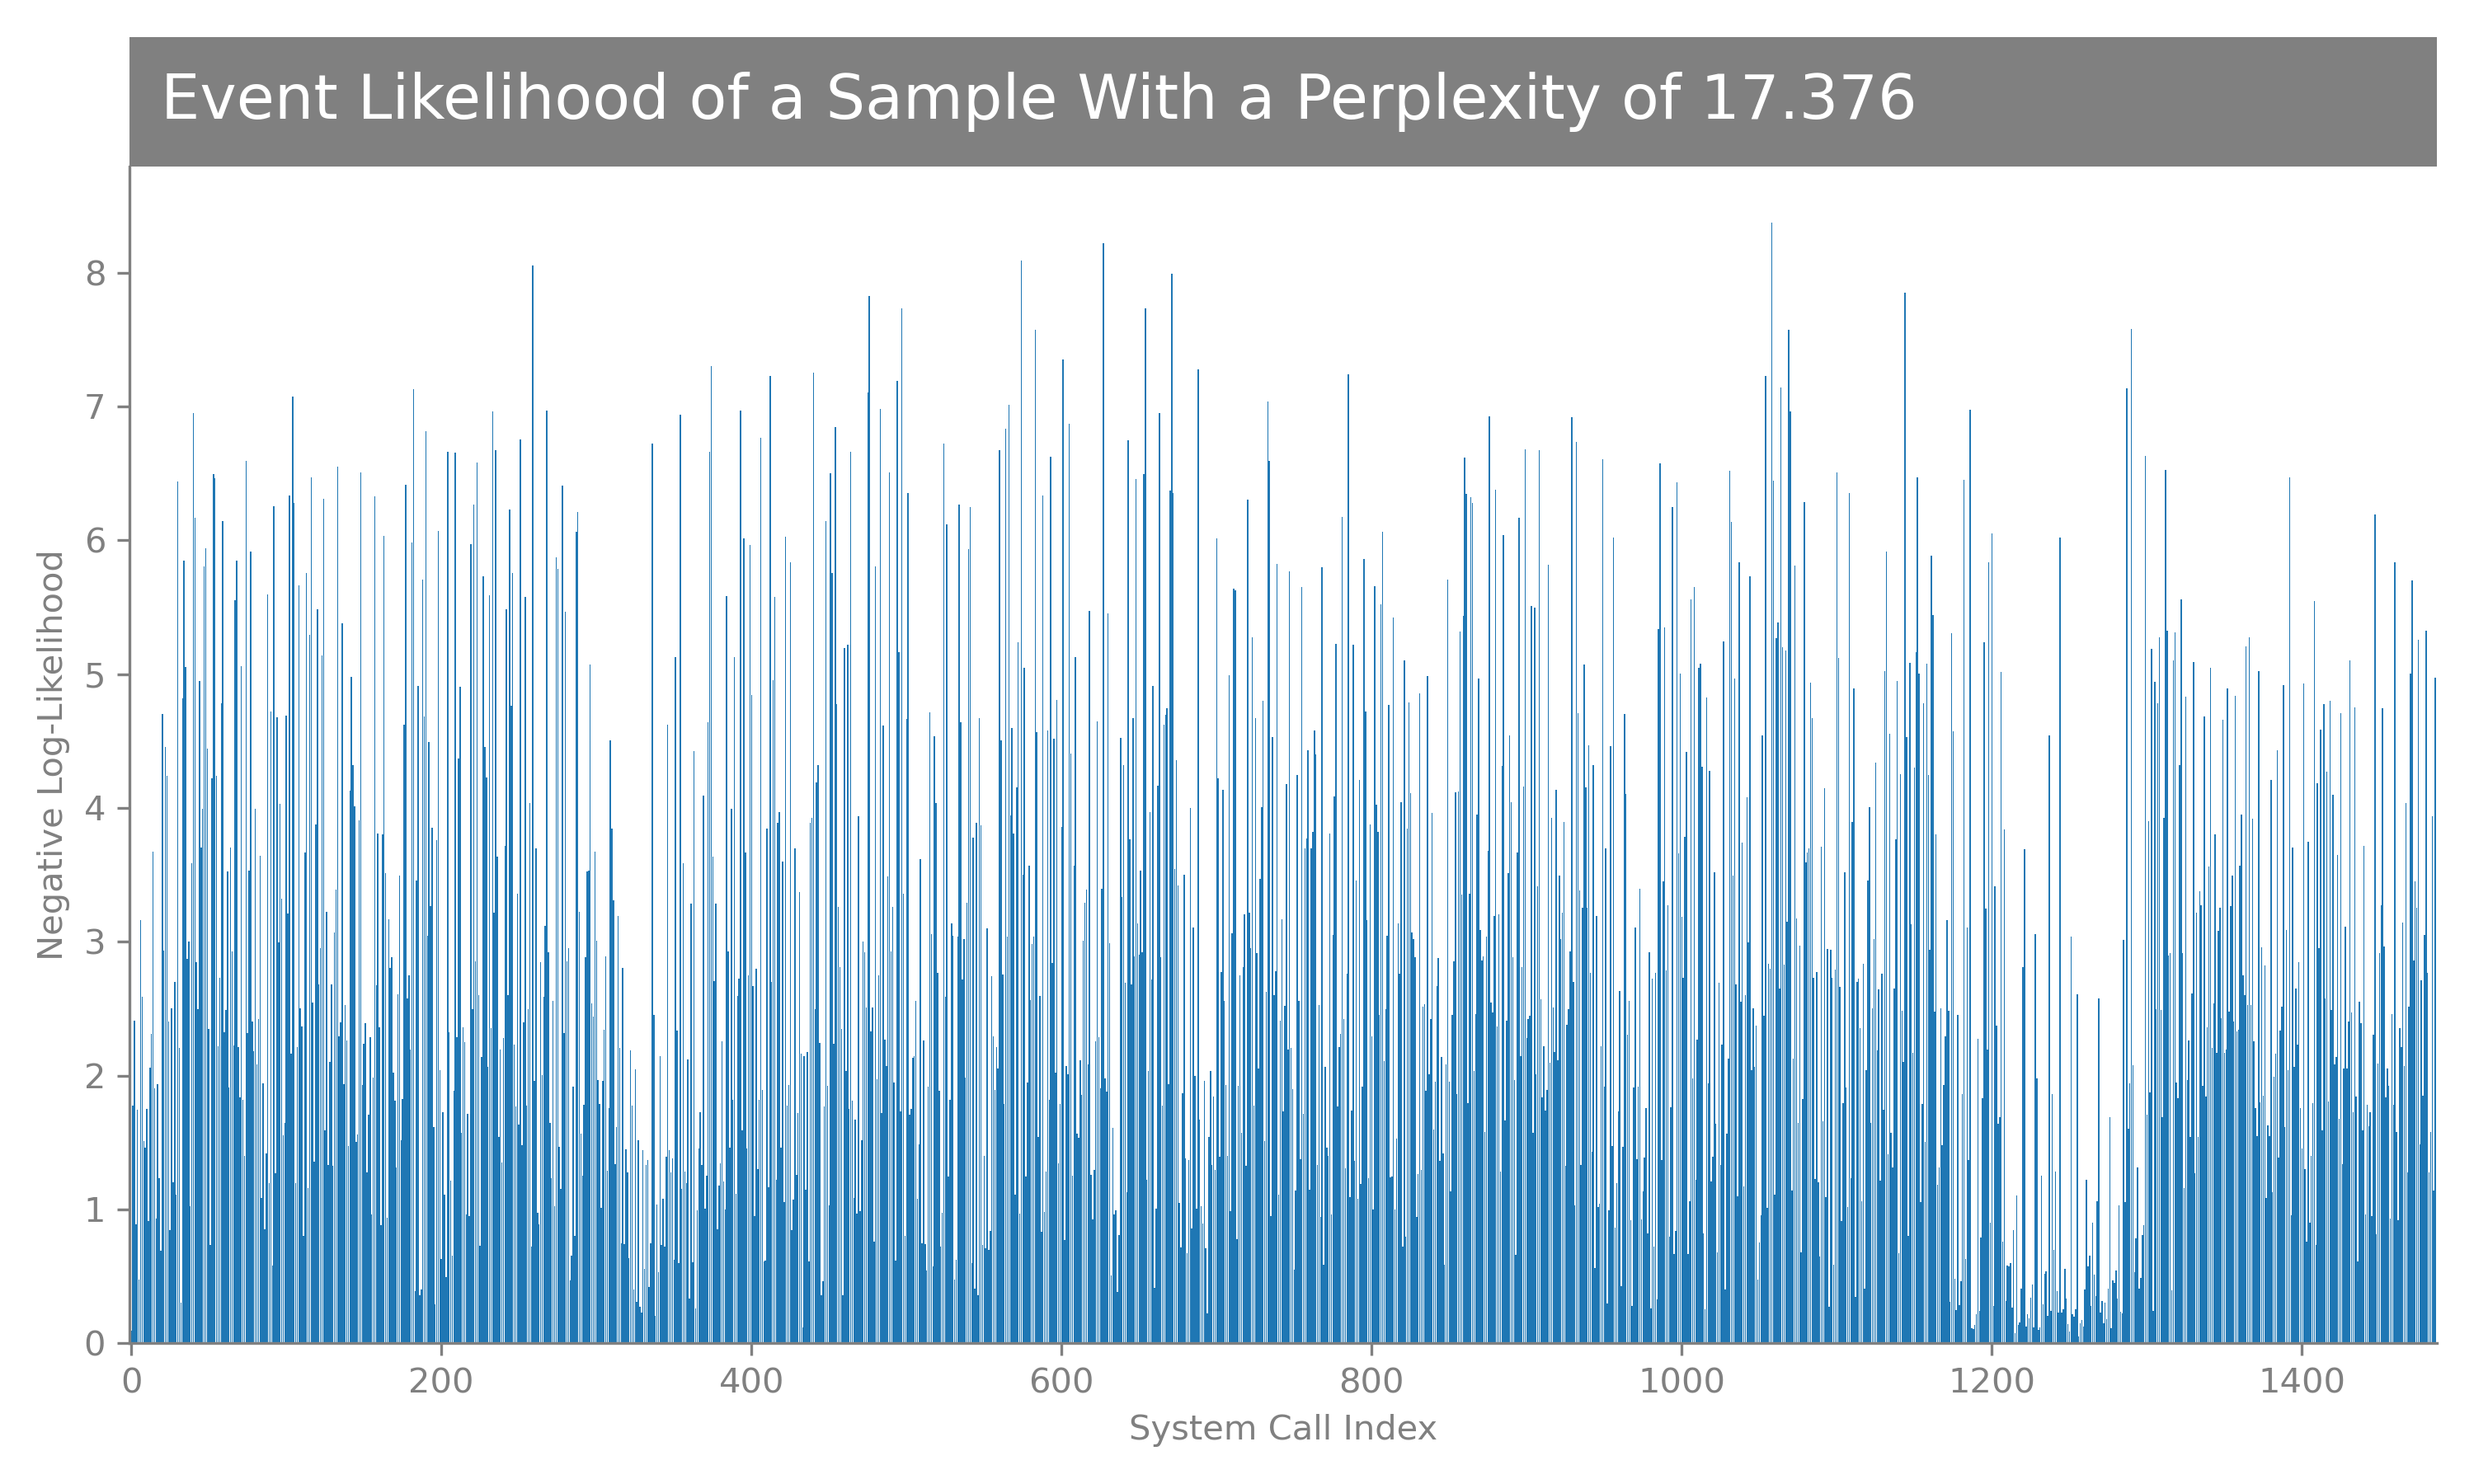 Event Likelihood of a Sample With a Perplexity of 17.376
8
7
6
5
4
3
2
1
0
Negative Log-Likelihood
0 200 400 600 800 1000 1200 1400
System Call Index